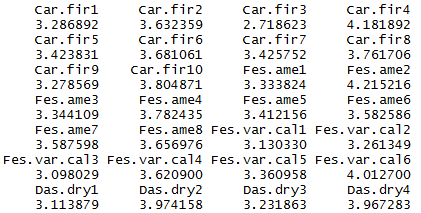 Car.fir1 Car.fir2 Car.fir3 Car.fir4
3.286892 3.632359 2.718623 4.181892
Car.fir5 Car.fir6 Car.fir7 Car.fir8
3.423831 3.681061 3.425752 3.761706
Car.fir9 Car.fir10 Fes.ame1 Fes.ame2
3.278569 3.804871 3.333824 4.215216
Fes.ame3 Fes.ame4 Fes.ame5 Fes.ame6
3.344109 3.782435 3.412156 3.582586
Fes.ame7 Fes.ame8 Fes.var.cal1 Fes.var.cal2
3.587598 3.656976 3.130330 3.261349
Fes.var.cal3 Fes.var.cal4 Fes.var.cal5 Fes.var.cal6
3.098029 3.620900 3.360958 4.012700
Das.dry1 Das.dry2 Das.dry3 Das.dry4
3.113879 3.974158 3.231863 3.967283